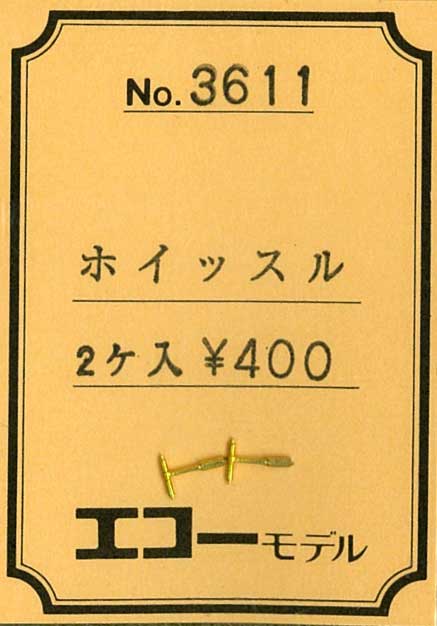 No. 3611
ホイッスル
2ケ入 ¥400
エコーモデル